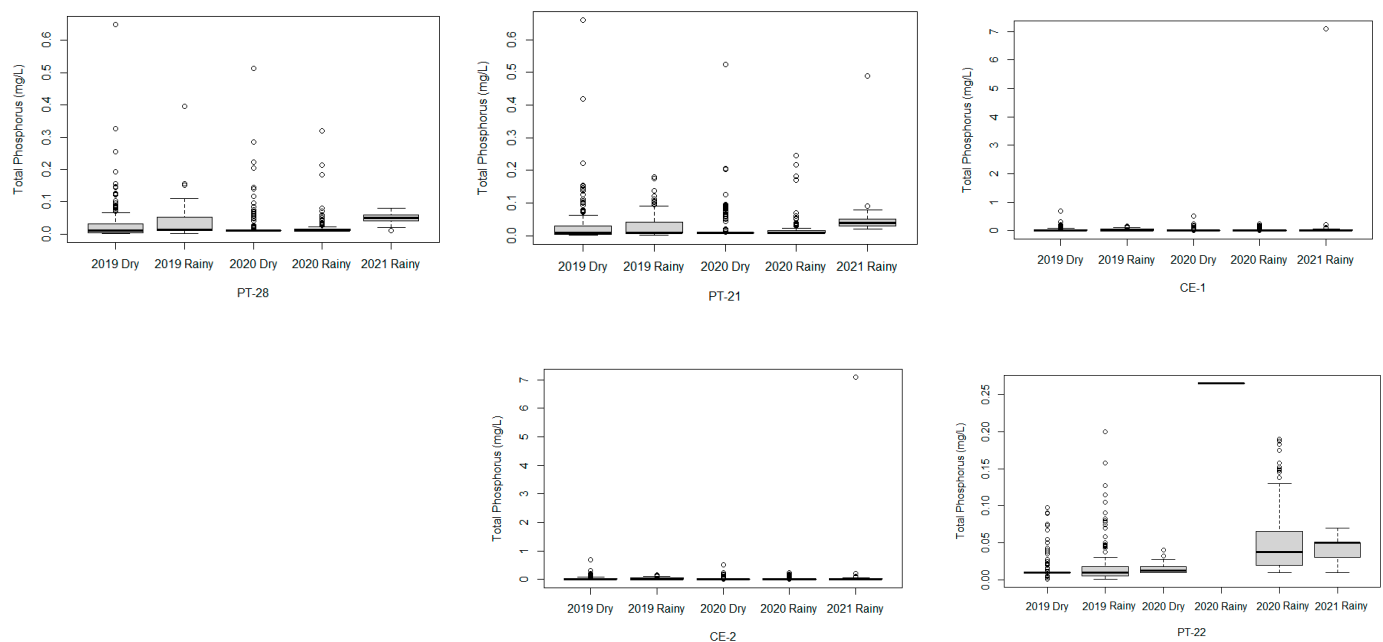 Total Phosphorus (mg/L)
0.6
0.5
0.4
0.3
0.2
0.1
0.0
2019 Dry 2019 Rainy 2020 Dry 2020 Rainy 2021 Rainy
PT-28
Total Phosphorus (mg/L)
0.6
0.5
0.4
0.3
0.2
0.1
0.0
2019 Dry 2019 Rainy 2020 Dry 2020 Rainy 2021 Rainy
PT-21
Total Phosphorus (mg/L)
7
6
5
4
3
2
1
0
2019 Dry 2019 Rainy 2020 Dry 2020 Rainy 2021 Rainy
CE-1
Total Phosphorus (mg/L)
7
6
5
4
3
2
1
0
2019 Dry 2019 Rainy 2020 Dry 2020 Rainy 2021 Rainy
CE-2
Total Phosphorus (mg/L)
0.25
0.20
0.15
0.10
0.05
0.00
2019 Dry 2019 Rainy 2020 Dry 2020 Rainy 2020 Rainy 2021 Rainy
PT-22